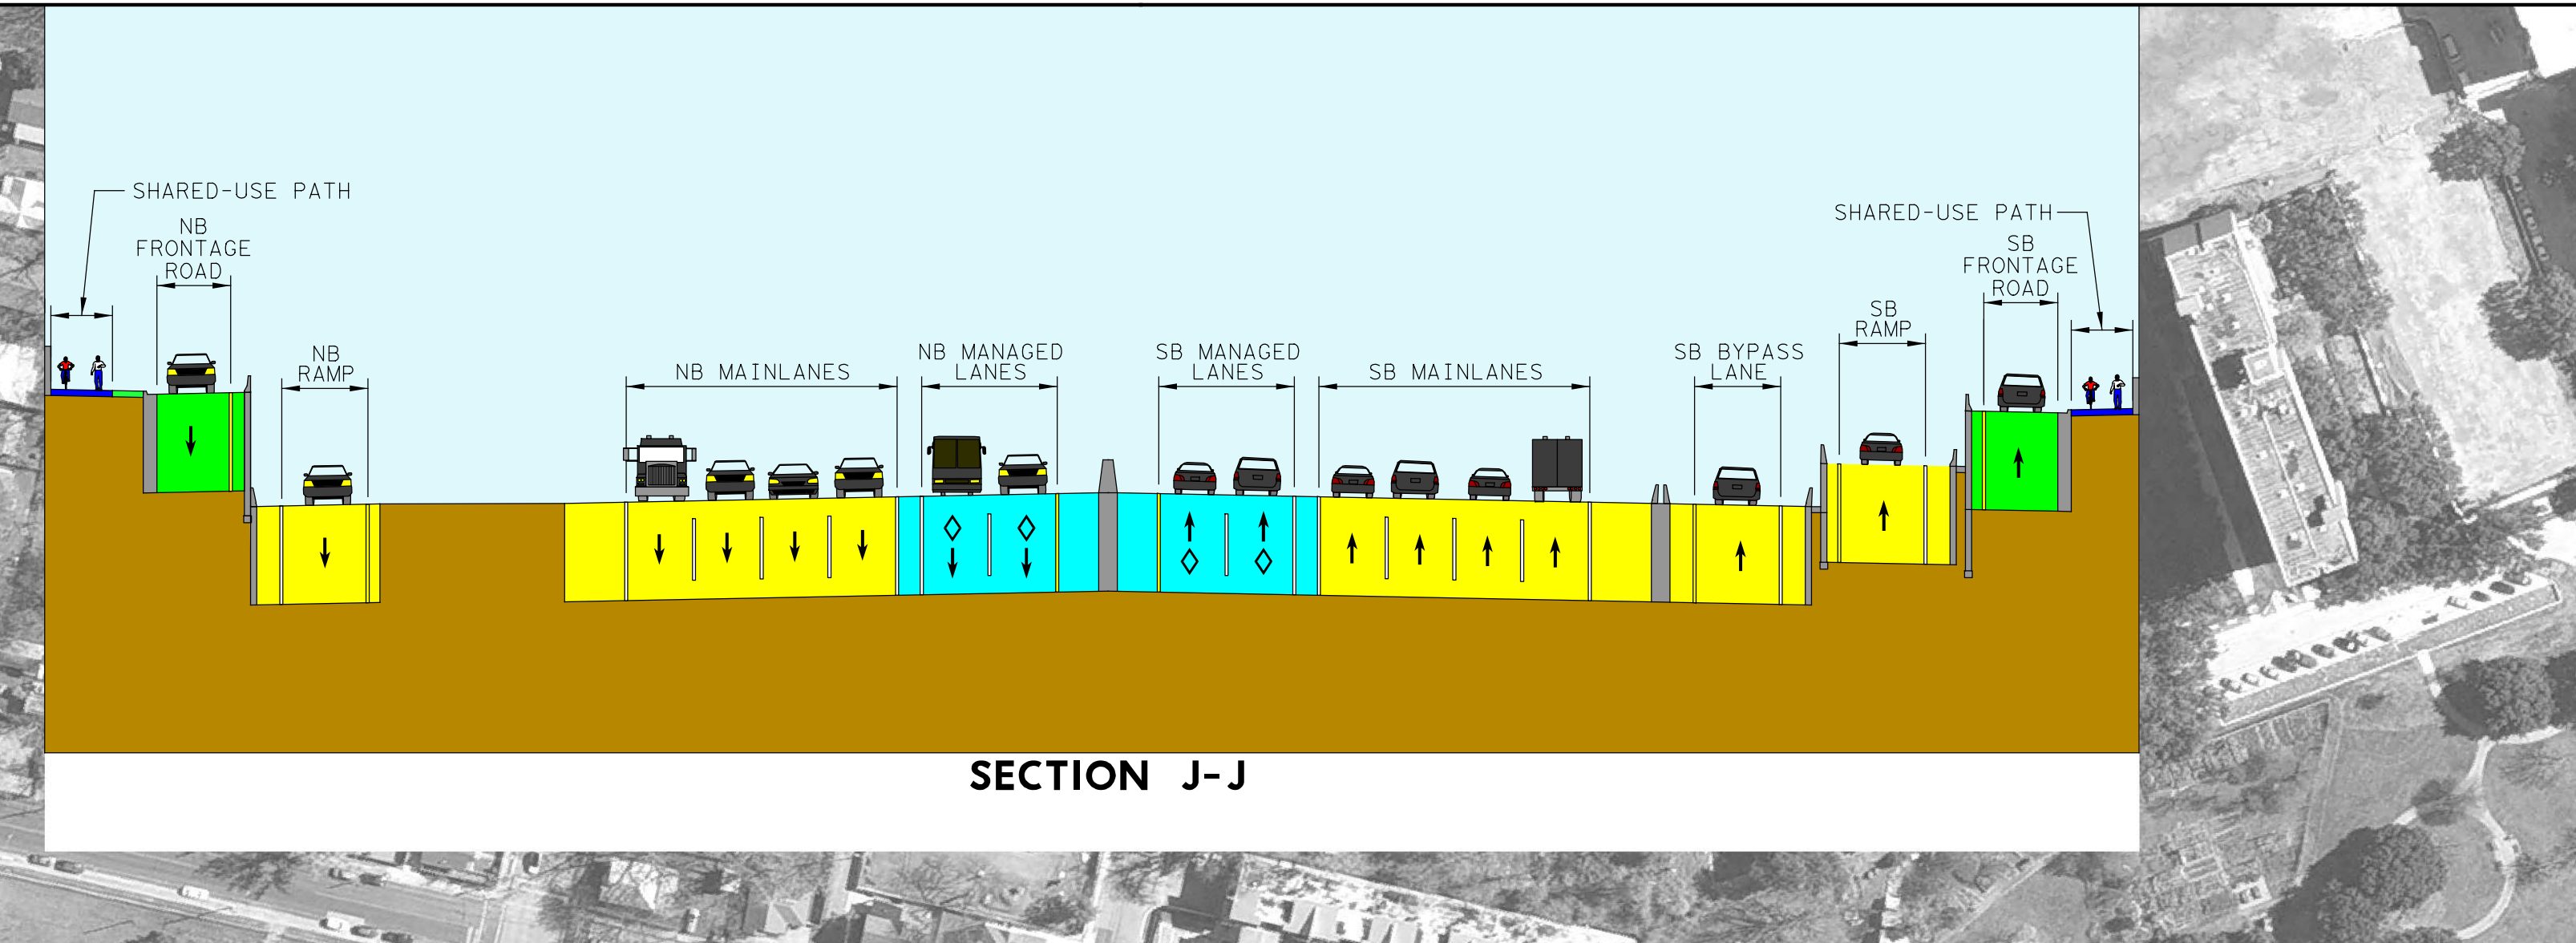 SHARED-USE PATH
NB
FRONTAGE
ROAD
NB
RAMP
NB MAINLANES
NB MANAGED
LANES
SB MANAGED
LANES
SB MAINLANES
SB BYPASS
LANE
SB
RAMP
SHARED-USE PATH
SB
FRONTAGE
ROAD
SECTION J-J